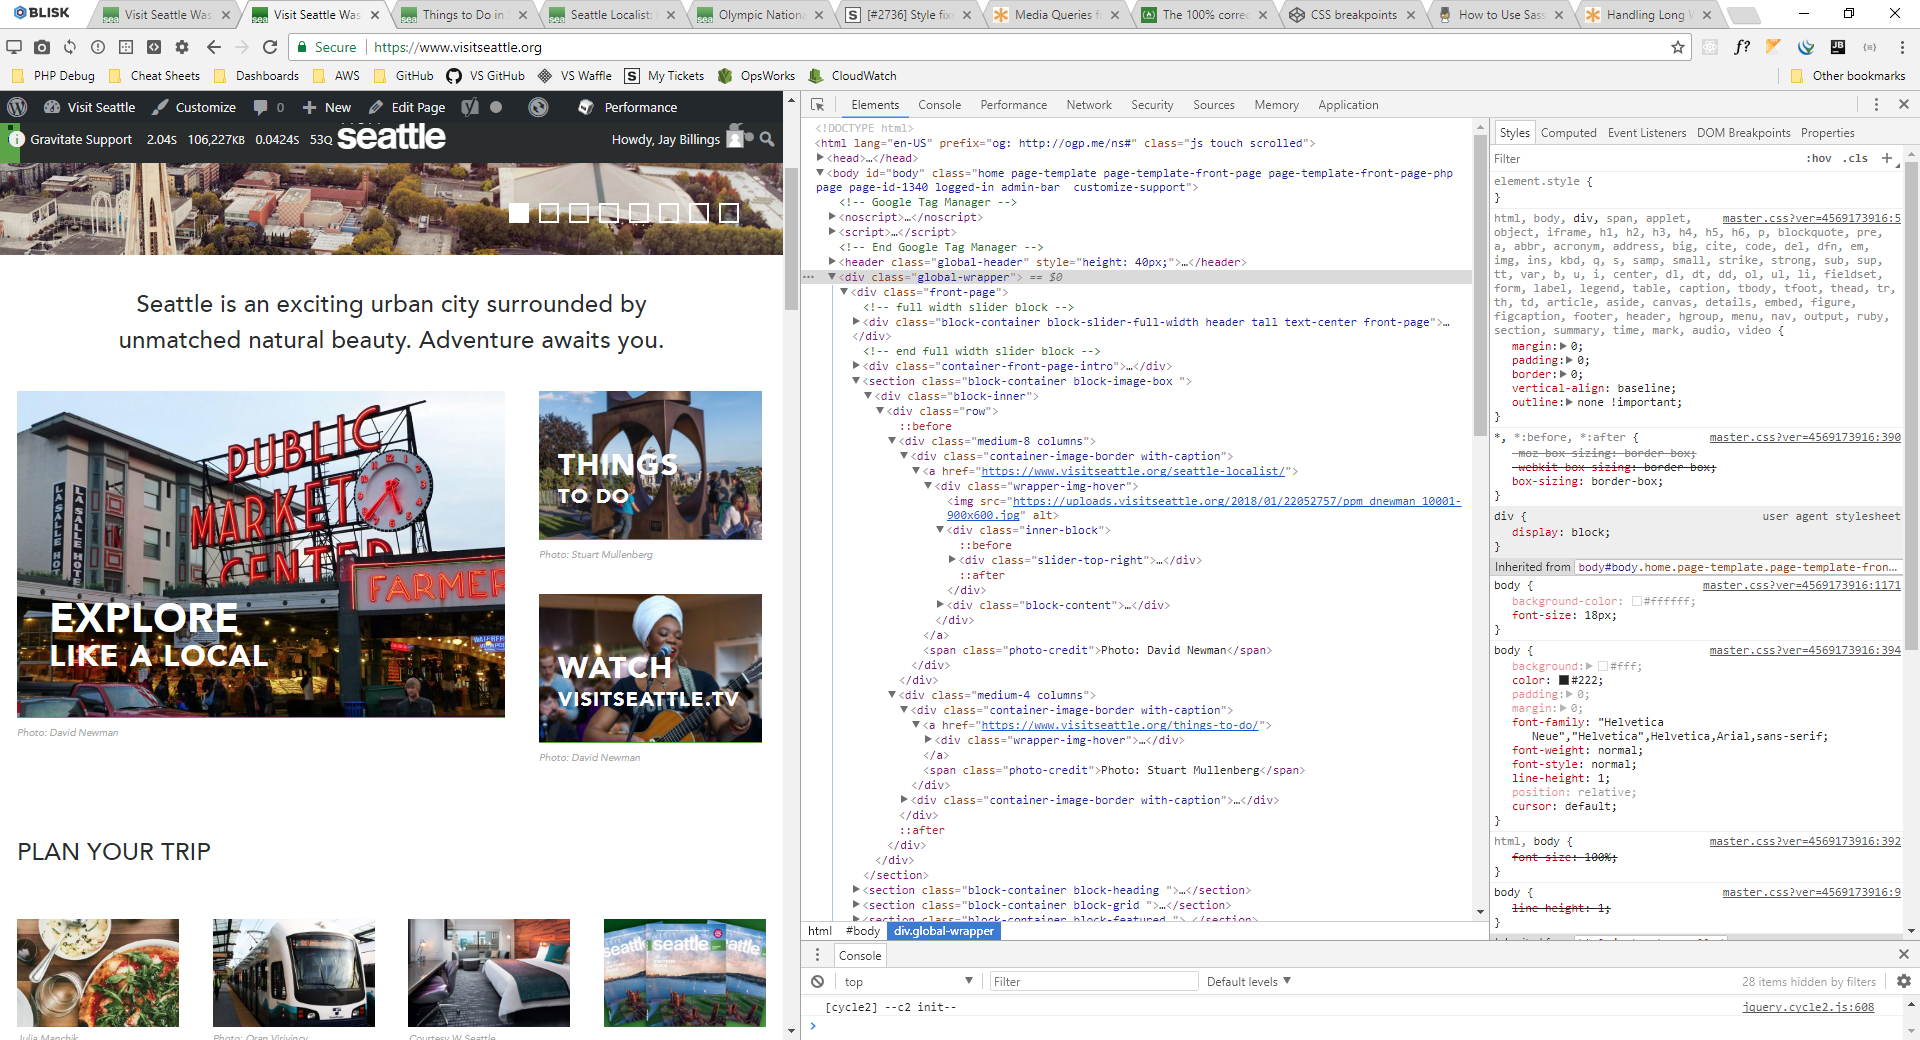 BLISK
Visit Seattle Was
Visit Seattle Was
Things to Do in
Seattle Localist:
Olympic Nationa
[#2736] Style fix
Media Queries f
The 100% correc
CSS breakpoints
How to Use Sass
Handling Long
Secure
https://www.visitseattle.org
PHP Debug
Cheat Sheets
Dashboards
AWS
GitHub
VS GitHub
VS Waffle
My Tickets
OpsWorks
CloudWatch
Other bookmarks
Visit Seattle
Customize
0
New
Edit Page
Performance
Gravitate Support
2.04S
106,227KB
0.0424S
53Q
seattle
Howdy, Jay Billings
Seattle is an exciting urban city surrounded by
unmatched natural beauty. Adventure awaits you.
PUBLIC
MARKET
CENTER
FARMER
LA SALLE HOTEL
LA SALLE HOTEL
EXPLORE
LIKE A LOCAL
Photo: David Newman
THINGS
TO DO
Photo: Stuart Mullenberg
WATCH
VISITSEATTLE.TV
Photo: David Newman
PLAN YOUR TRIP
seattle
Julia Manchik
Photo: Oran Viriyincy
Courtesy W Seattle
Elements
Console
Performance
Network
Security
Sources
Memory
Application
<!DOCTYPE html>
<html lang="en-US" prefix="og: http://ogp.me/ns#" class="js touch scrolled">
<head>…</head>
<body id="body" class="home page-template page-template-front-page page-template-front-page-php
page page-id-1340 logged-in admin-bar  customize-support">
<!-- Google Tag Manager -->
<noscript>…</noscript>
<script>…</script>
<!-- End Google Tag Manager -->
<header class="global-header" style="height: 40px;">…</header>
<div class="global-wrapper"> == $0
<div class="front-page">
<!-- full width slider block -->
<div class="block-container block-slider-full-width header tall text-center front-page">…
</div>
<!-- end full width slider block -->
<div class="container-front-page-intro">…</div>
<section class="block-container block-image-box ">
<div class="block-inner">
<div class="row">
::before
<div class="medium-8 columns">
<div class="container-image-border with-caption">
<a href="https://www.visitseattle.org/seattle-localist/">
<div class="wrapper-img-hover">
<img src="https://uploads.visitseattle.org/2018/01/22052757/ppm_dnewman_10001-
900x600.jpg" alt>
<div class="inner-block">
::before
<div class="slider-top-right">…</div>
::after
</div>
<div class="block-content">…</div>
</div>
</a>
<span class="photo-credit">Photo: David Newman</span>
</div>
</div>
<div class="medium-4 columns">
<div class="container-image-border with-caption">
<a href="https://www.visitseattle.org/things-to-do/">
<div class="wrapper-img-hover">…</div>
</a>
<span class="photo-credit">Photo: Stuart Mullenberg</span>
</div>
<div class="container-image-border with-caption">…</div>
</div>
::after
</div>
</div>
</section>
<section class="block-container block-heading ">…</section>
<section class="block-container block-grid ">…</section>
<section class="block-container block-featured ">…</section>
html
#body
div.global-wrapper
Styles
Computed
Event Listeners
DOM Breakpoints
Properties
Filter
:hov
.cls
element.style {
}
html, body, div, span, applet, master.css?ver=4569173916:5
object, iframe, h1, h2, h3, h4, h5, h6, p, blockquote, pre,
a, abbr, acronym, address, big, cite, code, del, dfn, em,
img, ins, kbd, q, s, samp, small, strike, strong, sub, sup,
tt, var, b, u, i, center, dl, dt, dd, ol, ul, li, fieldset,
form, label, legend, table, caption, tbody, tfoot, thead, tr,
th, td, article, aside, canvas, details, embed, figure,
figcaption, footer, header, hgroup, menu, nav, output, ruby,
section, summary, time, mark, audio, video {
margin: 0;
padding: 0;
border: 0;
vertical-align: baseline;
outline: none !important;
}
*, *:before, *:after { master.css?ver=4569173916:390
-moz-box-sizing: border-box;
-webkit-box-sizing: border-box;
box-sizing: border-box;
}
div { user agent stylesheet
display: block;
}
Inherited from body#body.home.page-template.page-template-fron…
body { master.css?ver=4569173916:1171
background-color: #ffffff;
font-size: 18px;
}
body { master.css?ver=4569173916:394
background: #fff;
color: #222;
padding: 0;
margin: 0;
font-family: "Helvetica
Neue","Helvetica",Helvetica,Arial,sans-serif;
font-weight: normal;
font-style: normal;
line-height: 1;
position: relative;
cursor: default;
}
html, body { master.css?ver=4569173916:392
font-size: 100%;
}
body { master.css?ver=4569173916:9
line-height: 1;
}
Console
top
Filter
Default levels
28 items hidden by filters
[cycle2] --c2 init--
jquery.cycle2.js:608